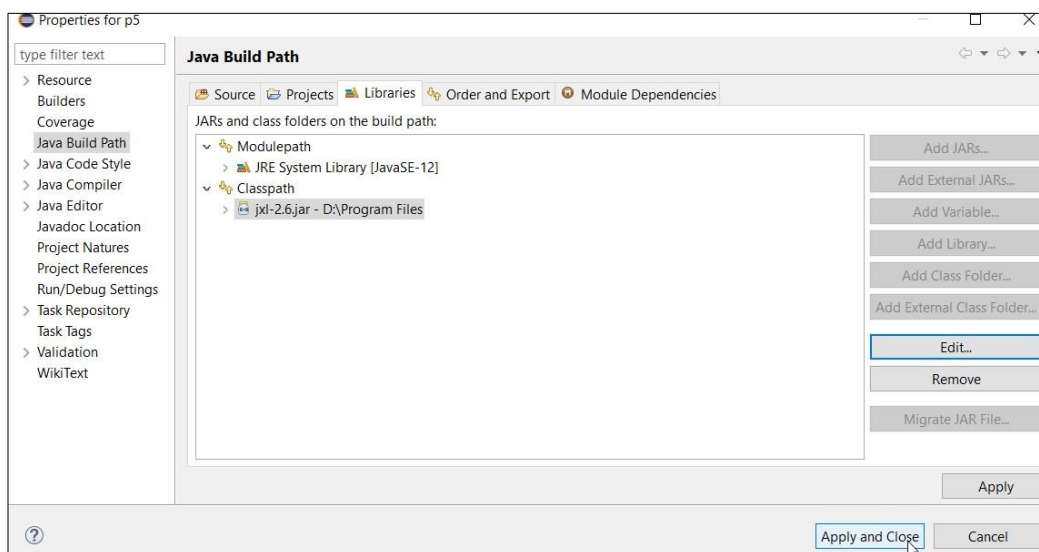 Properties for p5
type filter text
Resource
Builders
Coverage
Java Build Path
Java Code Style
Java Compiler
Java Editor
Javadoc Location
Project Natures
Project References
Run/Debug Settings
Task Repository
Task Tags
Validation
WikiText
Java Build Path
Source Projects Libraries Order and Export Module Dependencies
JARs and class folders on the build path:
Modulepath
JRE System Library [JavaSE-12]
Classpath
jxl-2.6.jar - D:\Program Files
Add JARs...
Add External JARs...
Add Variable...
Add Library...
Add Class Folder...
Add External Class Folder...
Edit...
Remove
Migrate JAR File...
Apply
Apply and Close Cancel